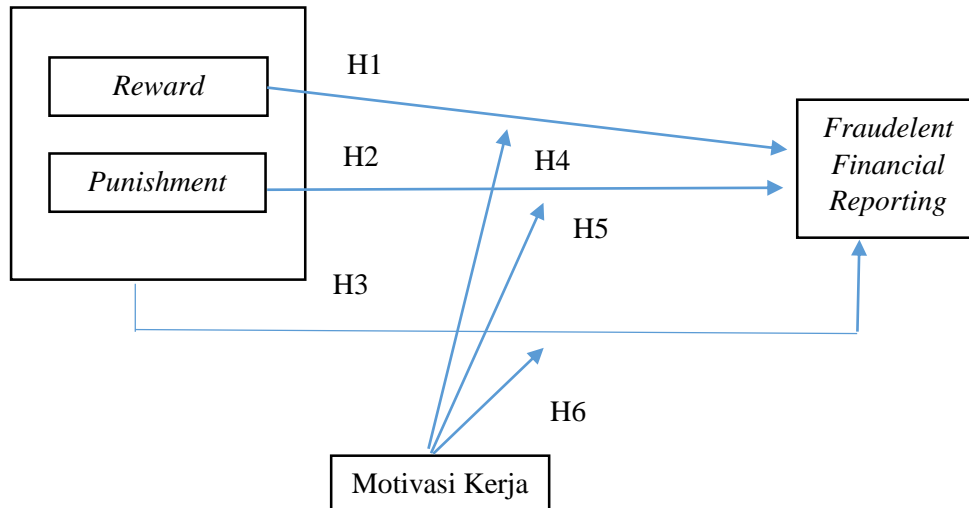 H1
Reward
H2
Punishment
H4
Fraudelent
Financial
Reporting
H5
H3
H6
Motivasi Kerja